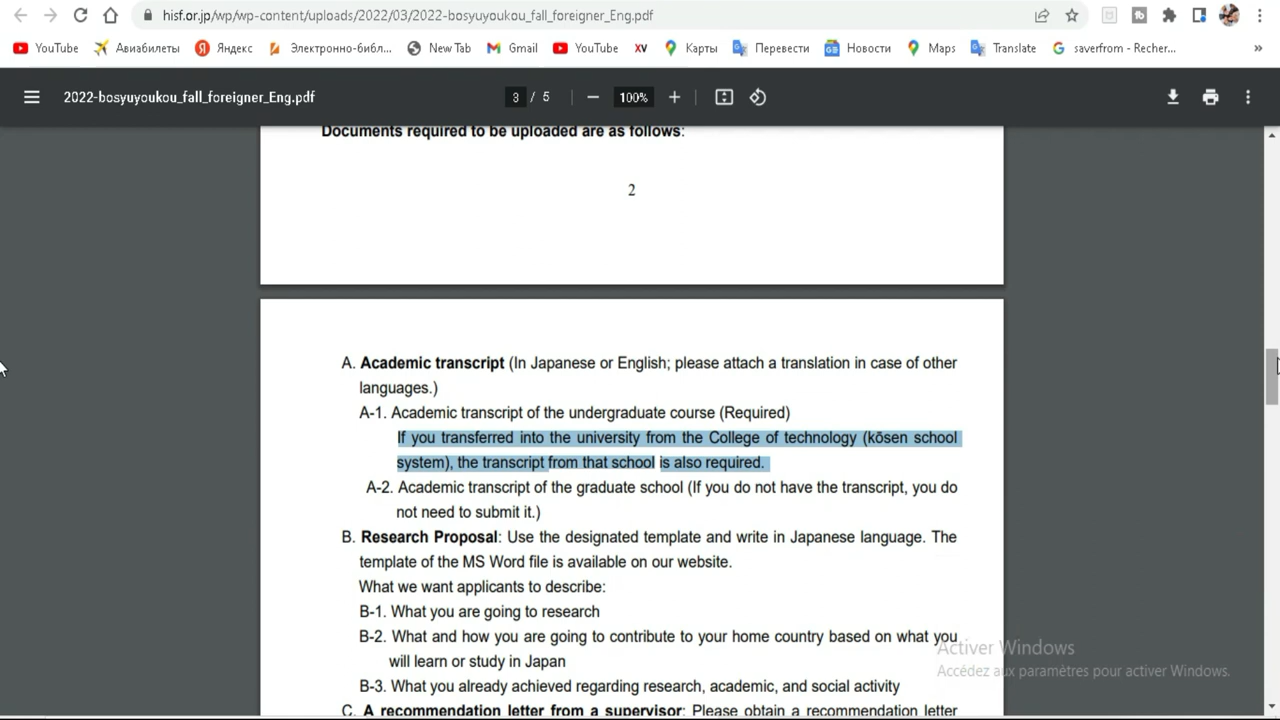 hisf.or.jp/wp/wp-content/uploads/2022/03/2022-bosyuyoukou_fall_foreigner_Eng.pdf
YouTube Авиабилеты Яндекс Электронно-библ... New Tab Gmail YouTube XV Карты Перевести Новости Maps Translate saverfrom - Recher... »
2022-bosyuyoukou_fall_foreigner_Eng.pdf 3 / 5 — 100% +
Documents required to be uploaded are as follows:
2
A. Academic transcript (In Japanese or English; please attach a translation in case of other
languages.)
A-1. Academic transcript of the undergraduate course (Required)
If you transferred into the university from the College of technology (kōsen school
system), the transcript from that school is also required.
A-2. Academic transcript of the graduate school (If you do not have the transcript, you do
not need to submit it.)
B. Research Proposal: Use the designated template and write in Japanese language. The
template of the MS Word file is available on our website.
What we want applicants to describe:
B-1. What you are going to research
B-2. What and how you are going to contribute to your home country based on what you
will learn or study in Japan
B-3. What you already achieved regarding research, academic, and social activity
C. A recommendation letter from a supervisor: Please obtain a recommendation letter
Activer Windows
Accédez aux paramètres pour activer Windows.